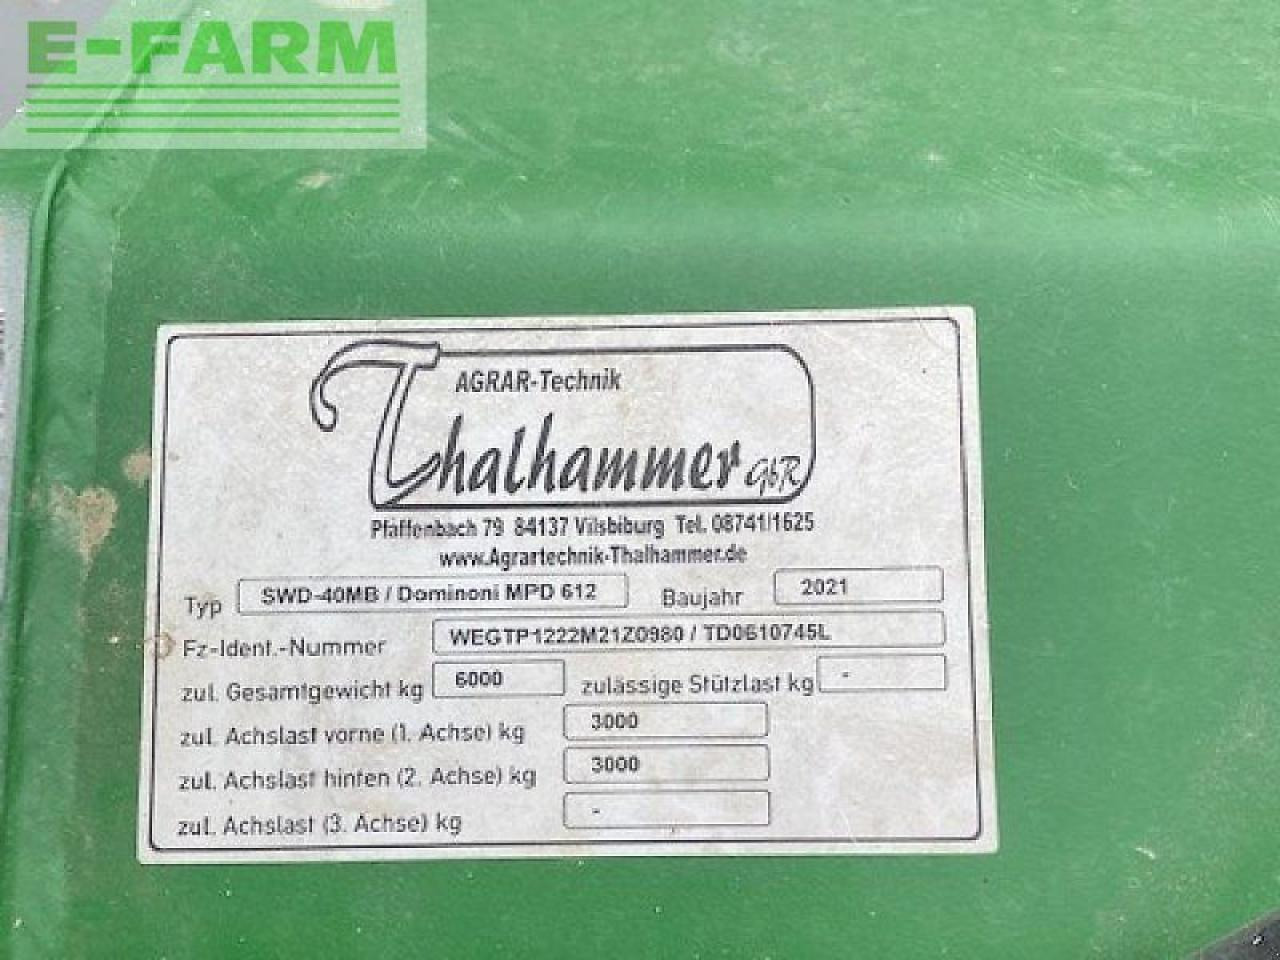 E-FARM
AGRAR-Technik
Thalhammer GbR
Pfaffenbach 79 84137 Vilsbiburg Tel. 08741/1625
www.Agrartechnik-Thalhammer.de
Typ SWD-40MB / Dominoni MPD 612 Baujahr 2021
Fz-Ident.-Nummer WEGTP1222M21Z0980 / TD0610745L
zul. Gesamtgewicht kg 6000 zulässige Stützlast kg -
zul. Achslast vorne (1. Achse) kg 3000
zul. Achslast hinten (2. Achse) kg 3000
zul. Achslast (3. Achse) kg -